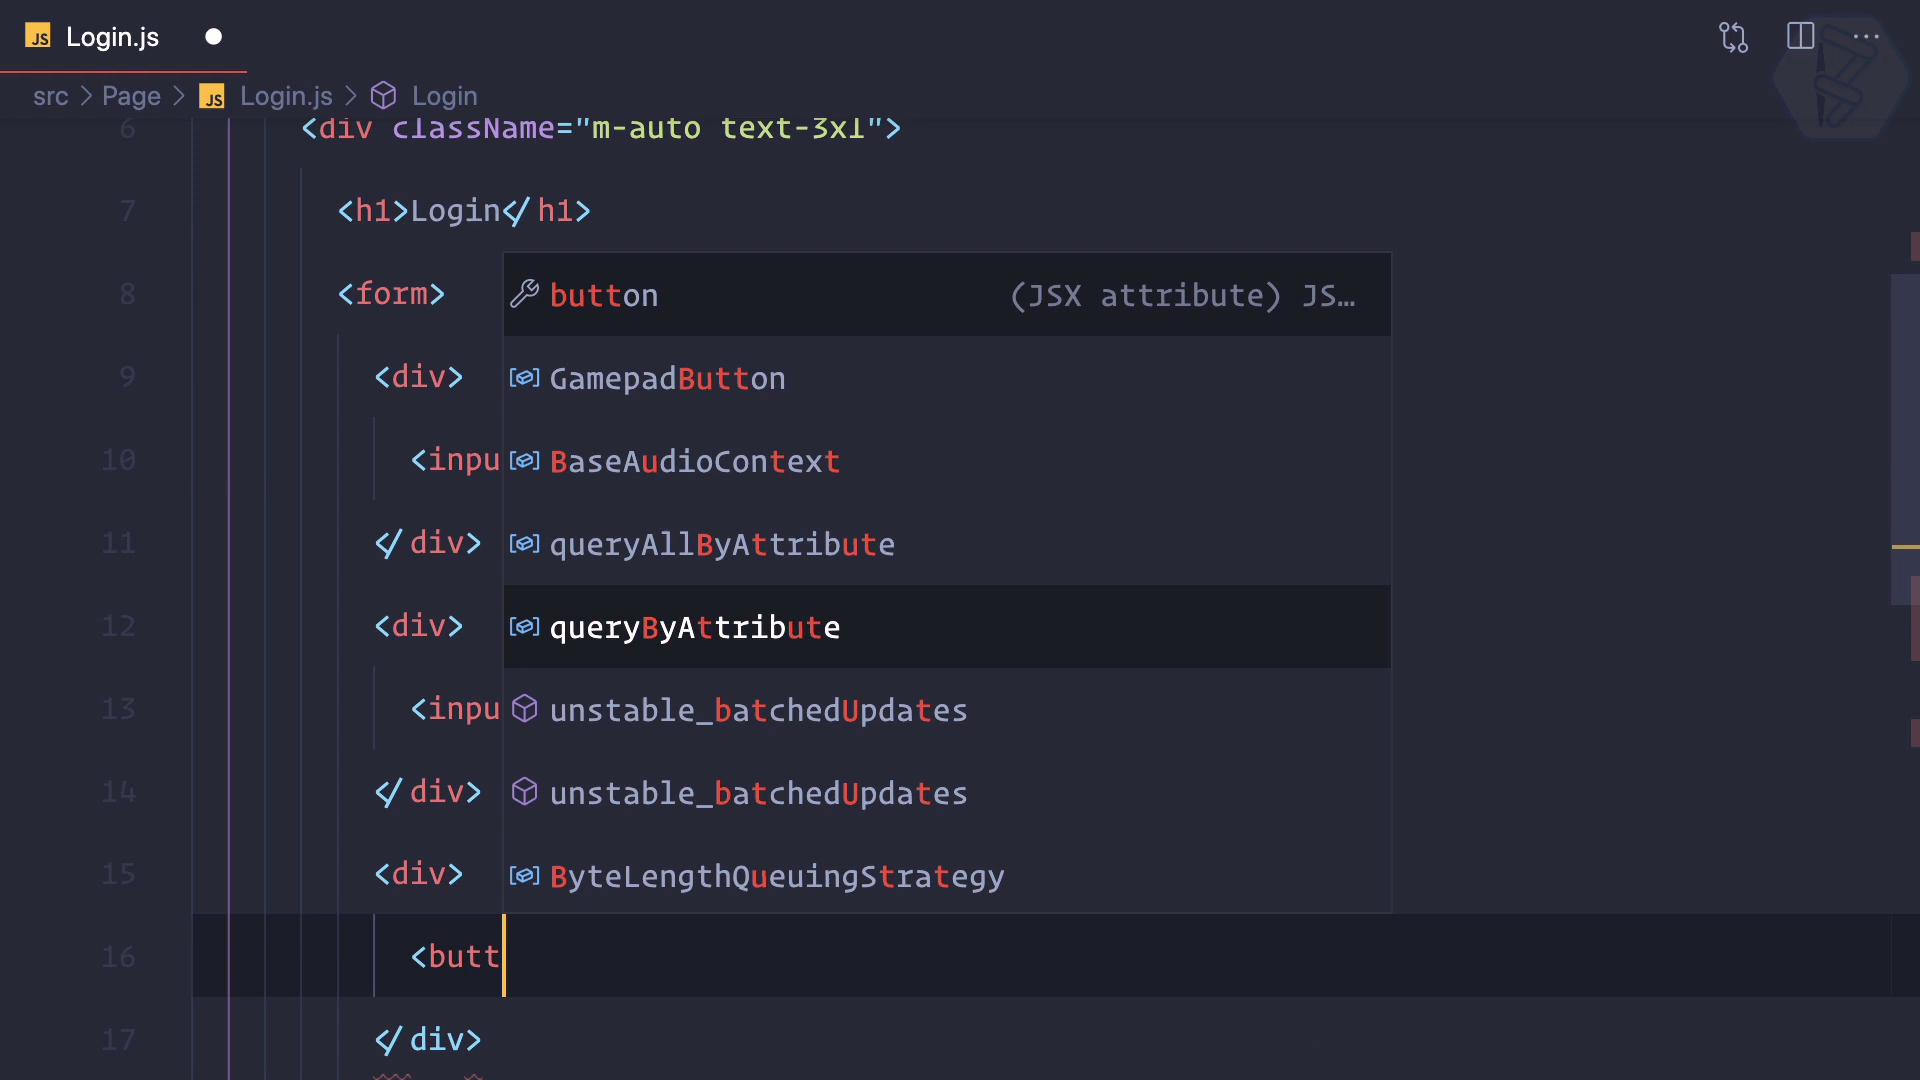 JS Login.js
src > Page > JS Login.js > Login
6 <div className="m-auto text-3xl">
7 <h1>Login</h1>
8 <form>
button (JSX attribute) JS…
9 <div>
GamepadButton
10 <inpu
BaseAudioContext
11 </div>
queryAllByAttribute
12 <div>
queryByAttribute
13 <inpu
unstable_batchedUpdates
14 </div>
unstable_batchedUpdates
15 <div>
ByteLengthQueuingStrategy
16 <butt
17 </div>